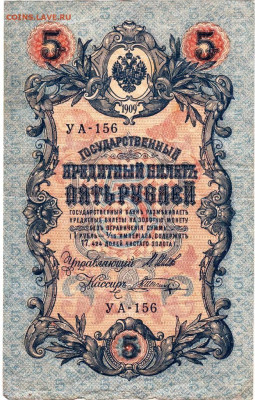 coins.lave.ru
5 5
1909
УА-156
ГОСУДАРСТВЕННЫЙ
КРЕДИТНЫЙ БИЛЕТЪ
ПЯТЬ РУБЛЕЙ
ГОСУДАРСТВЕННЫЙ БАНКЪ РАЗМѢНИВАЕТЪ
КРЕДИТНЫЕ БИЛЕТЫ НА ЗОЛОТУЮ МОНЕТУ
БЕЗЪ ОГРАНИЧЕНІЯ СУММЫ
(1 РУБЛЬ = 1/15 ИМПЕРІАЛА, СОДЕРЖИТЪ
17,424 ДОЛЕЙ ЧИСТАГО ЗОЛОТА)
Управляющій
Кассиръ
УА-156
5